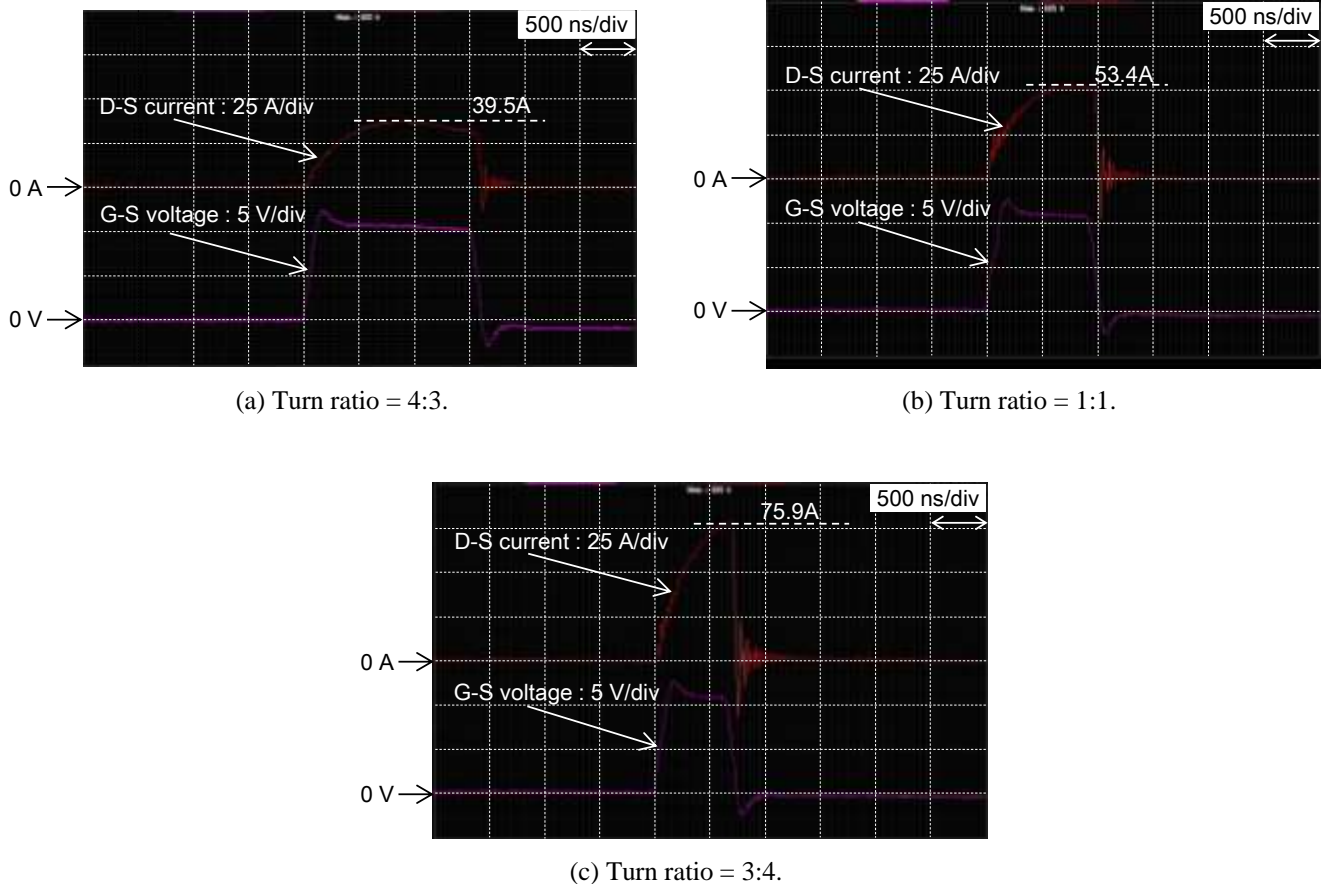 500 ns/div
D-S current : 25 A/div
39.5A
0 A
G-S voltage : 5 V/div
0 V
(a) Turn ratio = 4:3.
500 ns/div
D-S current : 25 A/div
53.4A
0 A
G-S voltage : 5 V/div
0 V
(b) Turn ratio = 1:1.
500 ns/div
75.9A
D-S current : 25 A/div
0 A
G-S voltage : 5 V/div
0 V
(c) Turn ratio = 3:4.